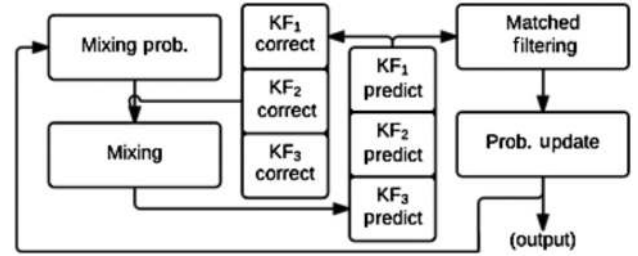 Mixing prob.
Mixing
KF₁
correct
KF₂
correct
KF₃
correct
KF₁
predict
KF₂
predict
KF₃
predict
Matched
filtering
Prob. update
(output)